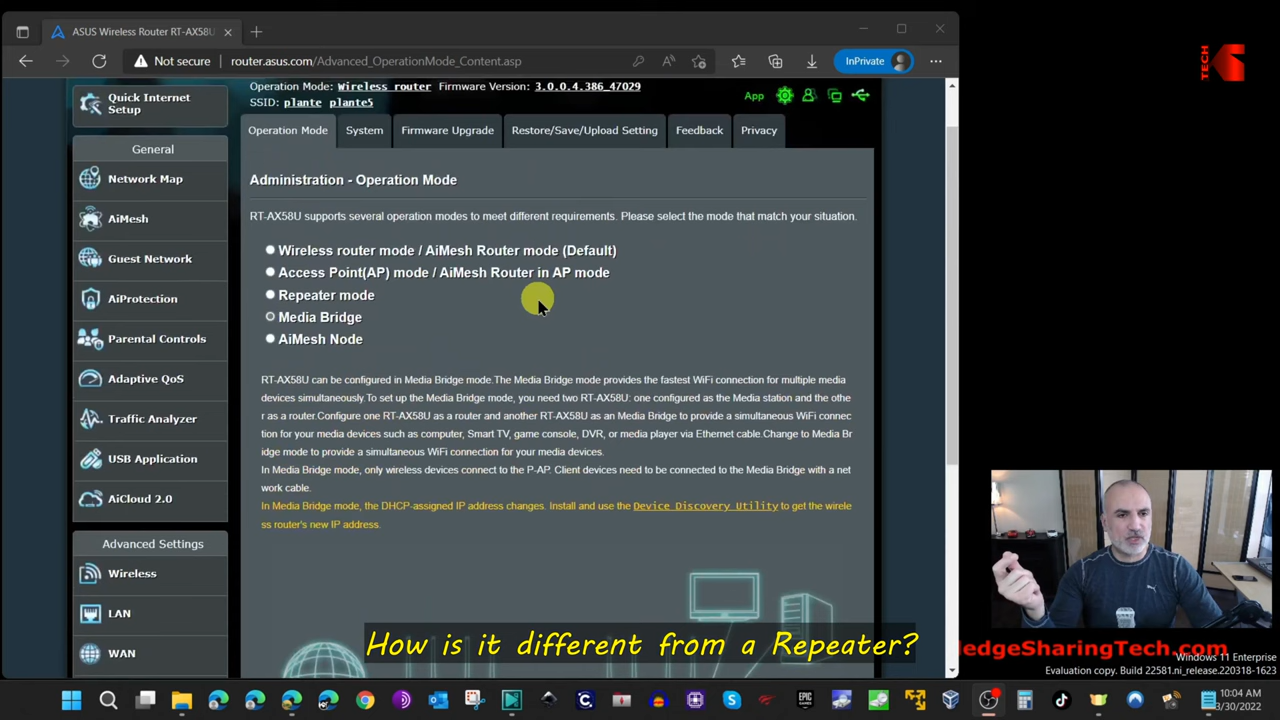 ASUS Wireless Router RT-AX58U
Not secure
router.asus.com/Advanced_OperationMode_Content.asp
InPrivate
TECH
Quick Internet
Setup
Operation Mode: Wireless router Firmware Version: 3.0.0.4.386_47029
SSID: plante plante5
App
General
Network Map
AiMesh
Guest Network
AiProtection
Parental Controls
Adaptive QoS
Traffic Analyzer
USB Application
AiCloud 2.0
Advanced Settings
Wireless
LAN
WAN
Operation Mode
System
Firmware Upgrade
Restore/Save/Upload Setting
Feedback
Privacy
Administration - Operation Mode
RT-AX58U supports several operation modes to meet different requirements. Please select the mode that match your situation.
Wireless router mode / AiMesh Router mode (Default)
Access Point(AP) mode / AiMesh Router in AP mode
Repeater mode
Media Bridge
AiMesh Node
RT-AX58U can be configured in Media Bridge mode.The Media Bridge mode provides the fastest WiFi connection for multiple media
devices simultaneously.To set up the Media Bridge mode, you need two RT-AX58U: one configured as the Media station and the othe
r as a router.Configure one RT-AX58U as a router and another RT-AX58U as an Media Bridge to provide a simultaneous WiFi connec
tion for your media devices such as computer, Smart TV, game console, DVR, or media player via Ethernet cable.Change to Media Br
idge mode to provide a simultaneous WiFi connection for your media devices.
In Media Bridge mode, only wireless devices connect to the P-AP. Client devices need to be connected to the Media Bridge with a net
work cable.
In Media Bridge mode, the DHCP-assigned IP address changes. Install and use the Device Discovery Utility to get the wirele
ss router's new IP address.
How is it different from a Repeater?
ledgeSharingTech.com
Windows 11 Enterprise
Evaluation copy. Build 22581.ni_release.220318-1623
10:04 AM
3/30/2022